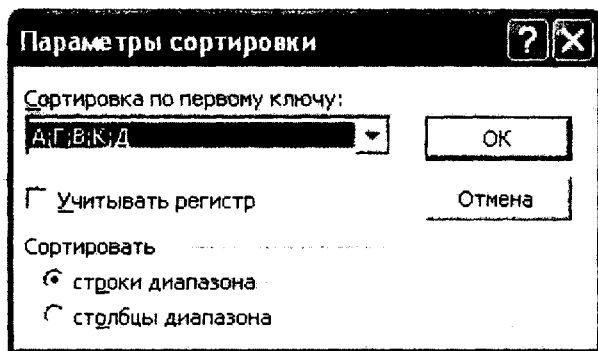 Параметры сортировки
Сортировка по первому ключу:
А;Г;В;К;Д
ОК
Учитывать регистр
Отмена
Сортировать
строки диапазона
столбцы диапазона